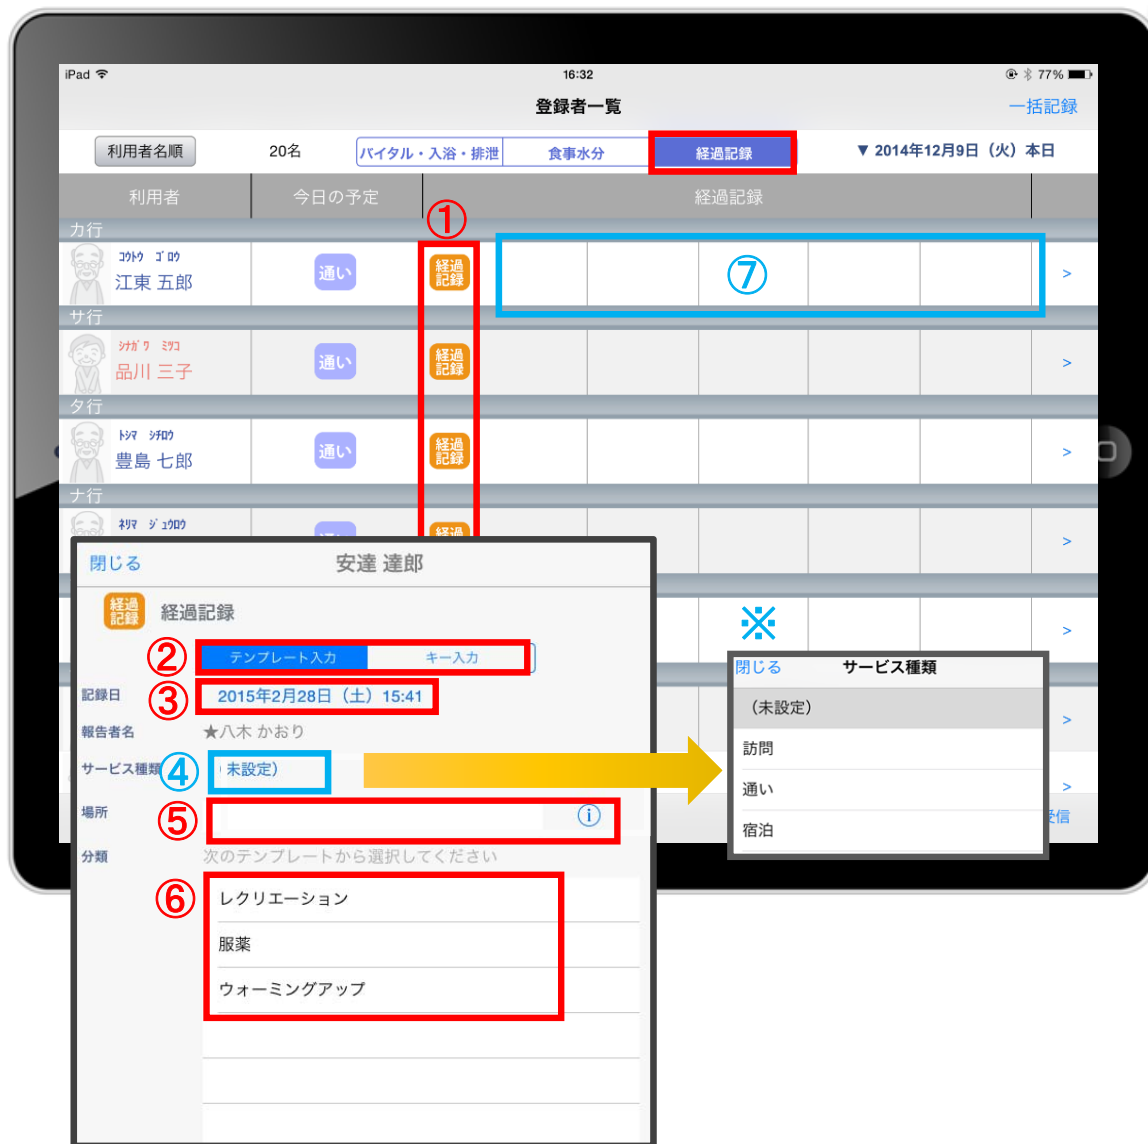 iPad 16:32 77%
登録者一覧 一括記録
利用者名順 20名 バイタル・入浴・排泄 食事水分 経過記録 ▼ 2014年12月9日（火）本日
利用者 今日の予定 経過記録
①
カ行
ｺｳﾄｳ ｺﾞﾛｳ
江東 五郎 通い 経過記録 ⑦ >
サ行
ｼﾅｶﾞﾜ ﾐﾂｺ
品川 三子 通い 経過記録 >
タ行
ﾄｼﾏ ｼﾁﾛｳ
豊島 七郎 通い 経過記録 >
ナ行
ﾈﾘﾏ ｼﾞｭｳﾛｳ
>
※ >
>
>
受信
閉じる 安達 達郎
経過記録 経過記録
② テンプレート入力 キー入力
記録日 ③ 2015年2月28日（土）15:41
報告者名 ★八木 かおり
サービス種類 ④ 未設定）
場所 ⑤ i
分類 次のテンプレートから選択してください
⑥ レクリエーション
服薬
ウォーミングアップ
閉じる サービス種類
（未設定）
訪問
通い
宿泊